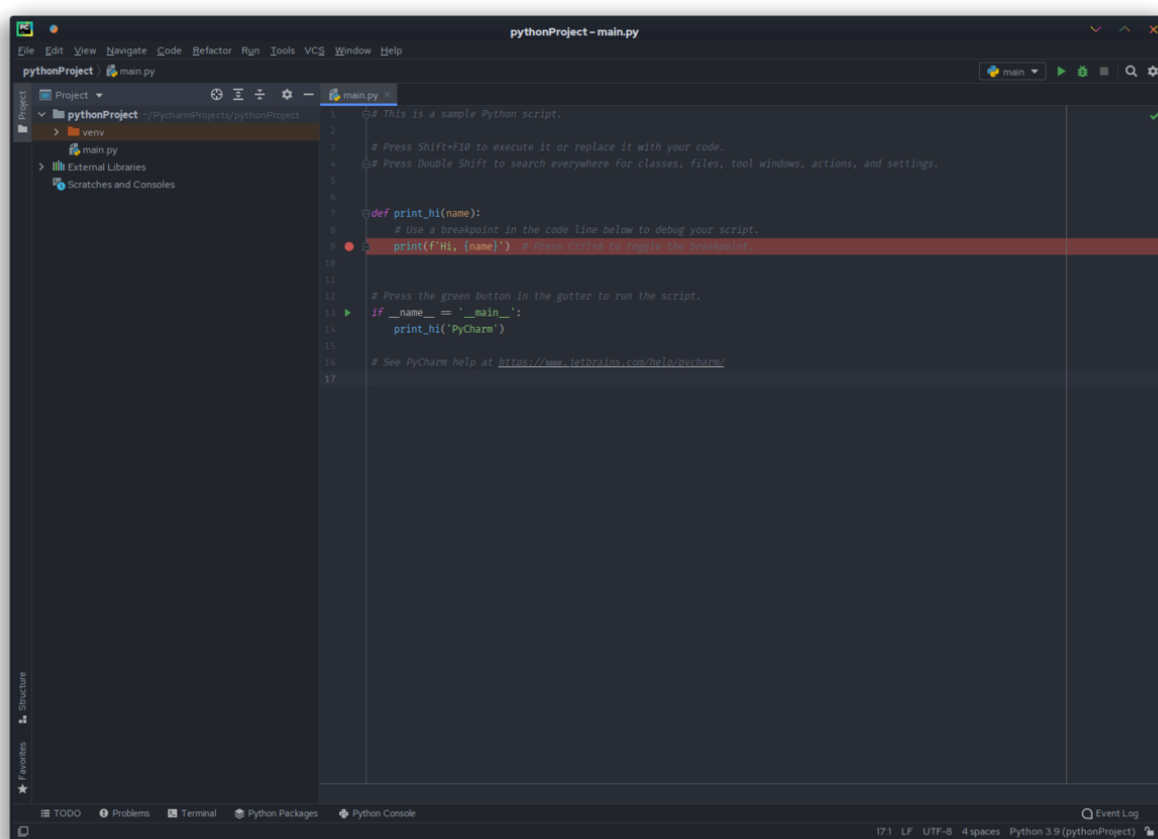 PC
pythonProject – main.py
File Edit View Navigate Code Refactor Run Tools VCS Window Help
pythonProject main.py
main
Project
Project
main.py
pythonProject ~/PycharmProjects/pythonProject
venv
main.py
External Libraries
Scratches and Consoles
1 # This is a sample Python script.
2
3 # Press Shift+F10 to execute it or replace it with your code.
4 # Press Double Shift to search everywhere for classes, files, tool windows, actions, and settings.
5
6
7 def print_hi(name):
8 # Use a breakpoint in the code line below to debug your script.
9 print(f'Hi, {name}') # Press Ctrl+8 to toggle the breakpoint.
10
11
12 # Press the green button in the gutter to run the script.
13 if __name__ == '__main__':
14 print_hi('PyCharm')
15
16 # See PyCharm help at https://www.jetbrains.com/help/pycharm/
17
Structure
Favorites
TODO Problems Terminal Python Packages Python Console Event Log
17:1 LF UTF-8 4 spaces Python 3.9 (pythonProject)